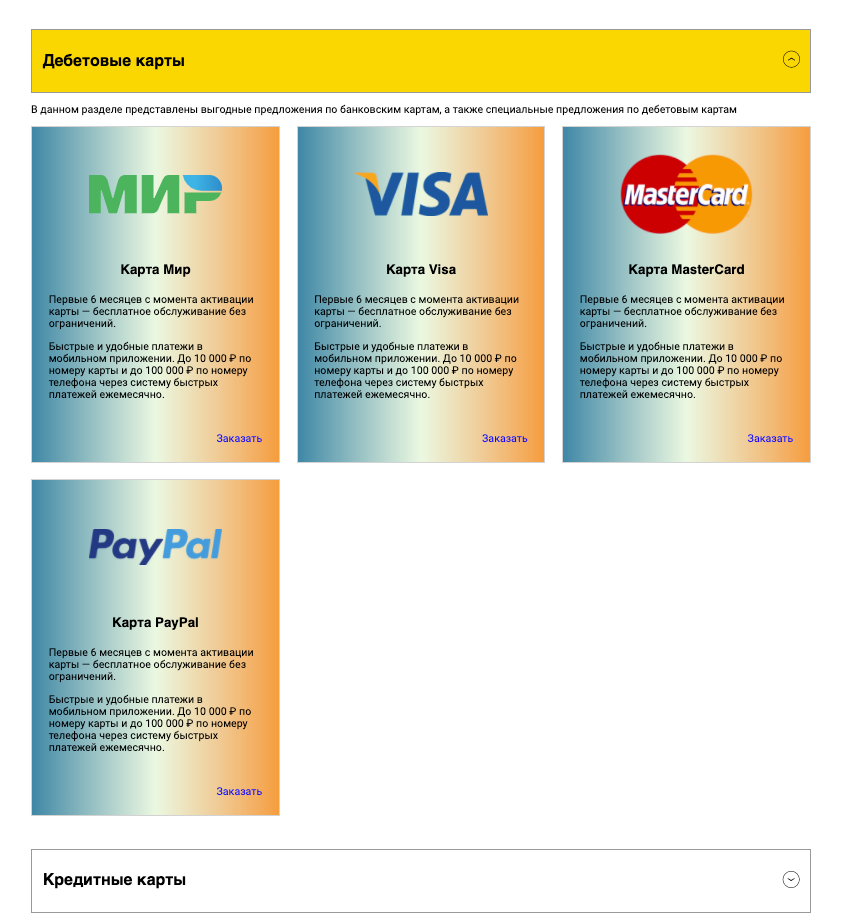 Дебетовые карты
В данном разделе представлены выгодные предложения по банковским картам, а также специальные предложения по дебетовым картам
МИР
Карта Мир
Первые 6 месяцев с момента активации
карты — бесплатное обслуживание без
ограничений.
Быстрые и удобные платежи в
мобильном приложении. До 10 000 ₽ по
номеру карты и до 100 000 ₽ по номеру
телефона через систему быстрых
платежей ежемесячно.
Заказать
VISA
Карта Visa
Первые 6 месяцев с момента активации
карты — бесплатное обслуживание без
ограничений.
Быстрые и удобные платежи в
мобильном приложении. До 10 000 ₽ по
номеру карты и до 100 000 ₽ по номеру
телефона через систему быстрых
платежей ежемесячно.
Заказать
MasterCard
Карта MasterCard
Первые 6 месяцев с момента активации
карты — бесплатное обслуживание без
ограничений.
Быстрые и удобные платежи в
мобильном приложении. До 10 000 ₽ по
номеру карты и до 100 000 ₽ по номеру
телефона через систему быстрых
платежей ежемесячно.
Заказать
PayPal
Карта PayPal
Первые 6 месяцев с момента активации
карты — бесплатное обслуживание без
ограничений.
Быстрые и удобные платежи в
мобильном приложении. До 10 000 ₽ по
номеру карты и до 100 000 ₽ по номеру
телефона через систему быстрых
платежей ежемесячно.
Заказать
Кредитные карты